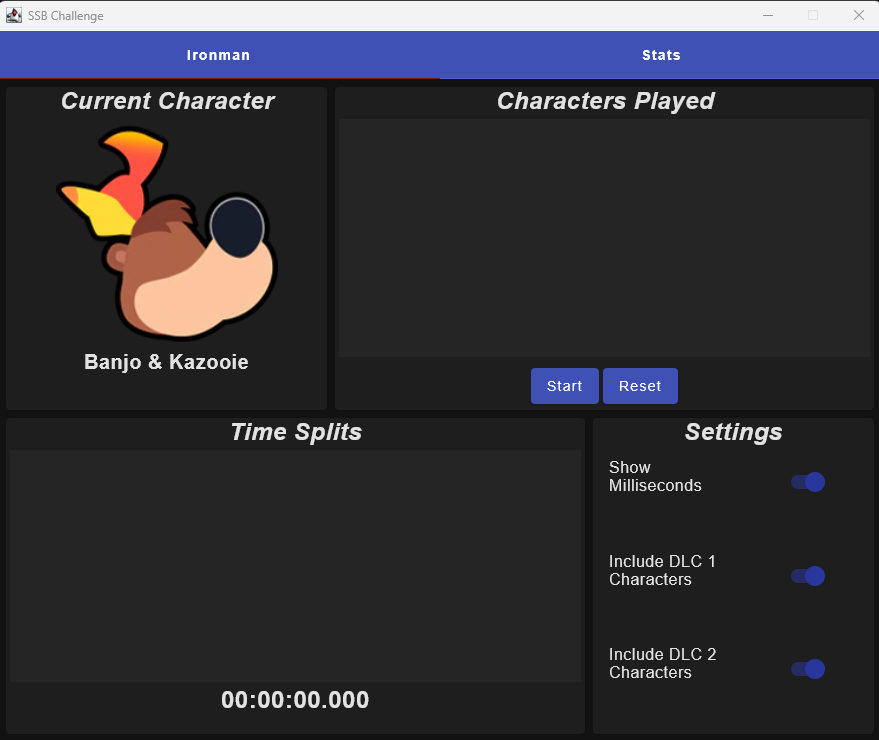 SSB Challenge
Ironman
Stats
Current Character
Characters Played
Banjo & Kazooie
Start
Reset
Time Splits
Settings
Show
Milliseconds
Include DLC 1
Characters
Include DLC 2
Characters
00:00:00.000